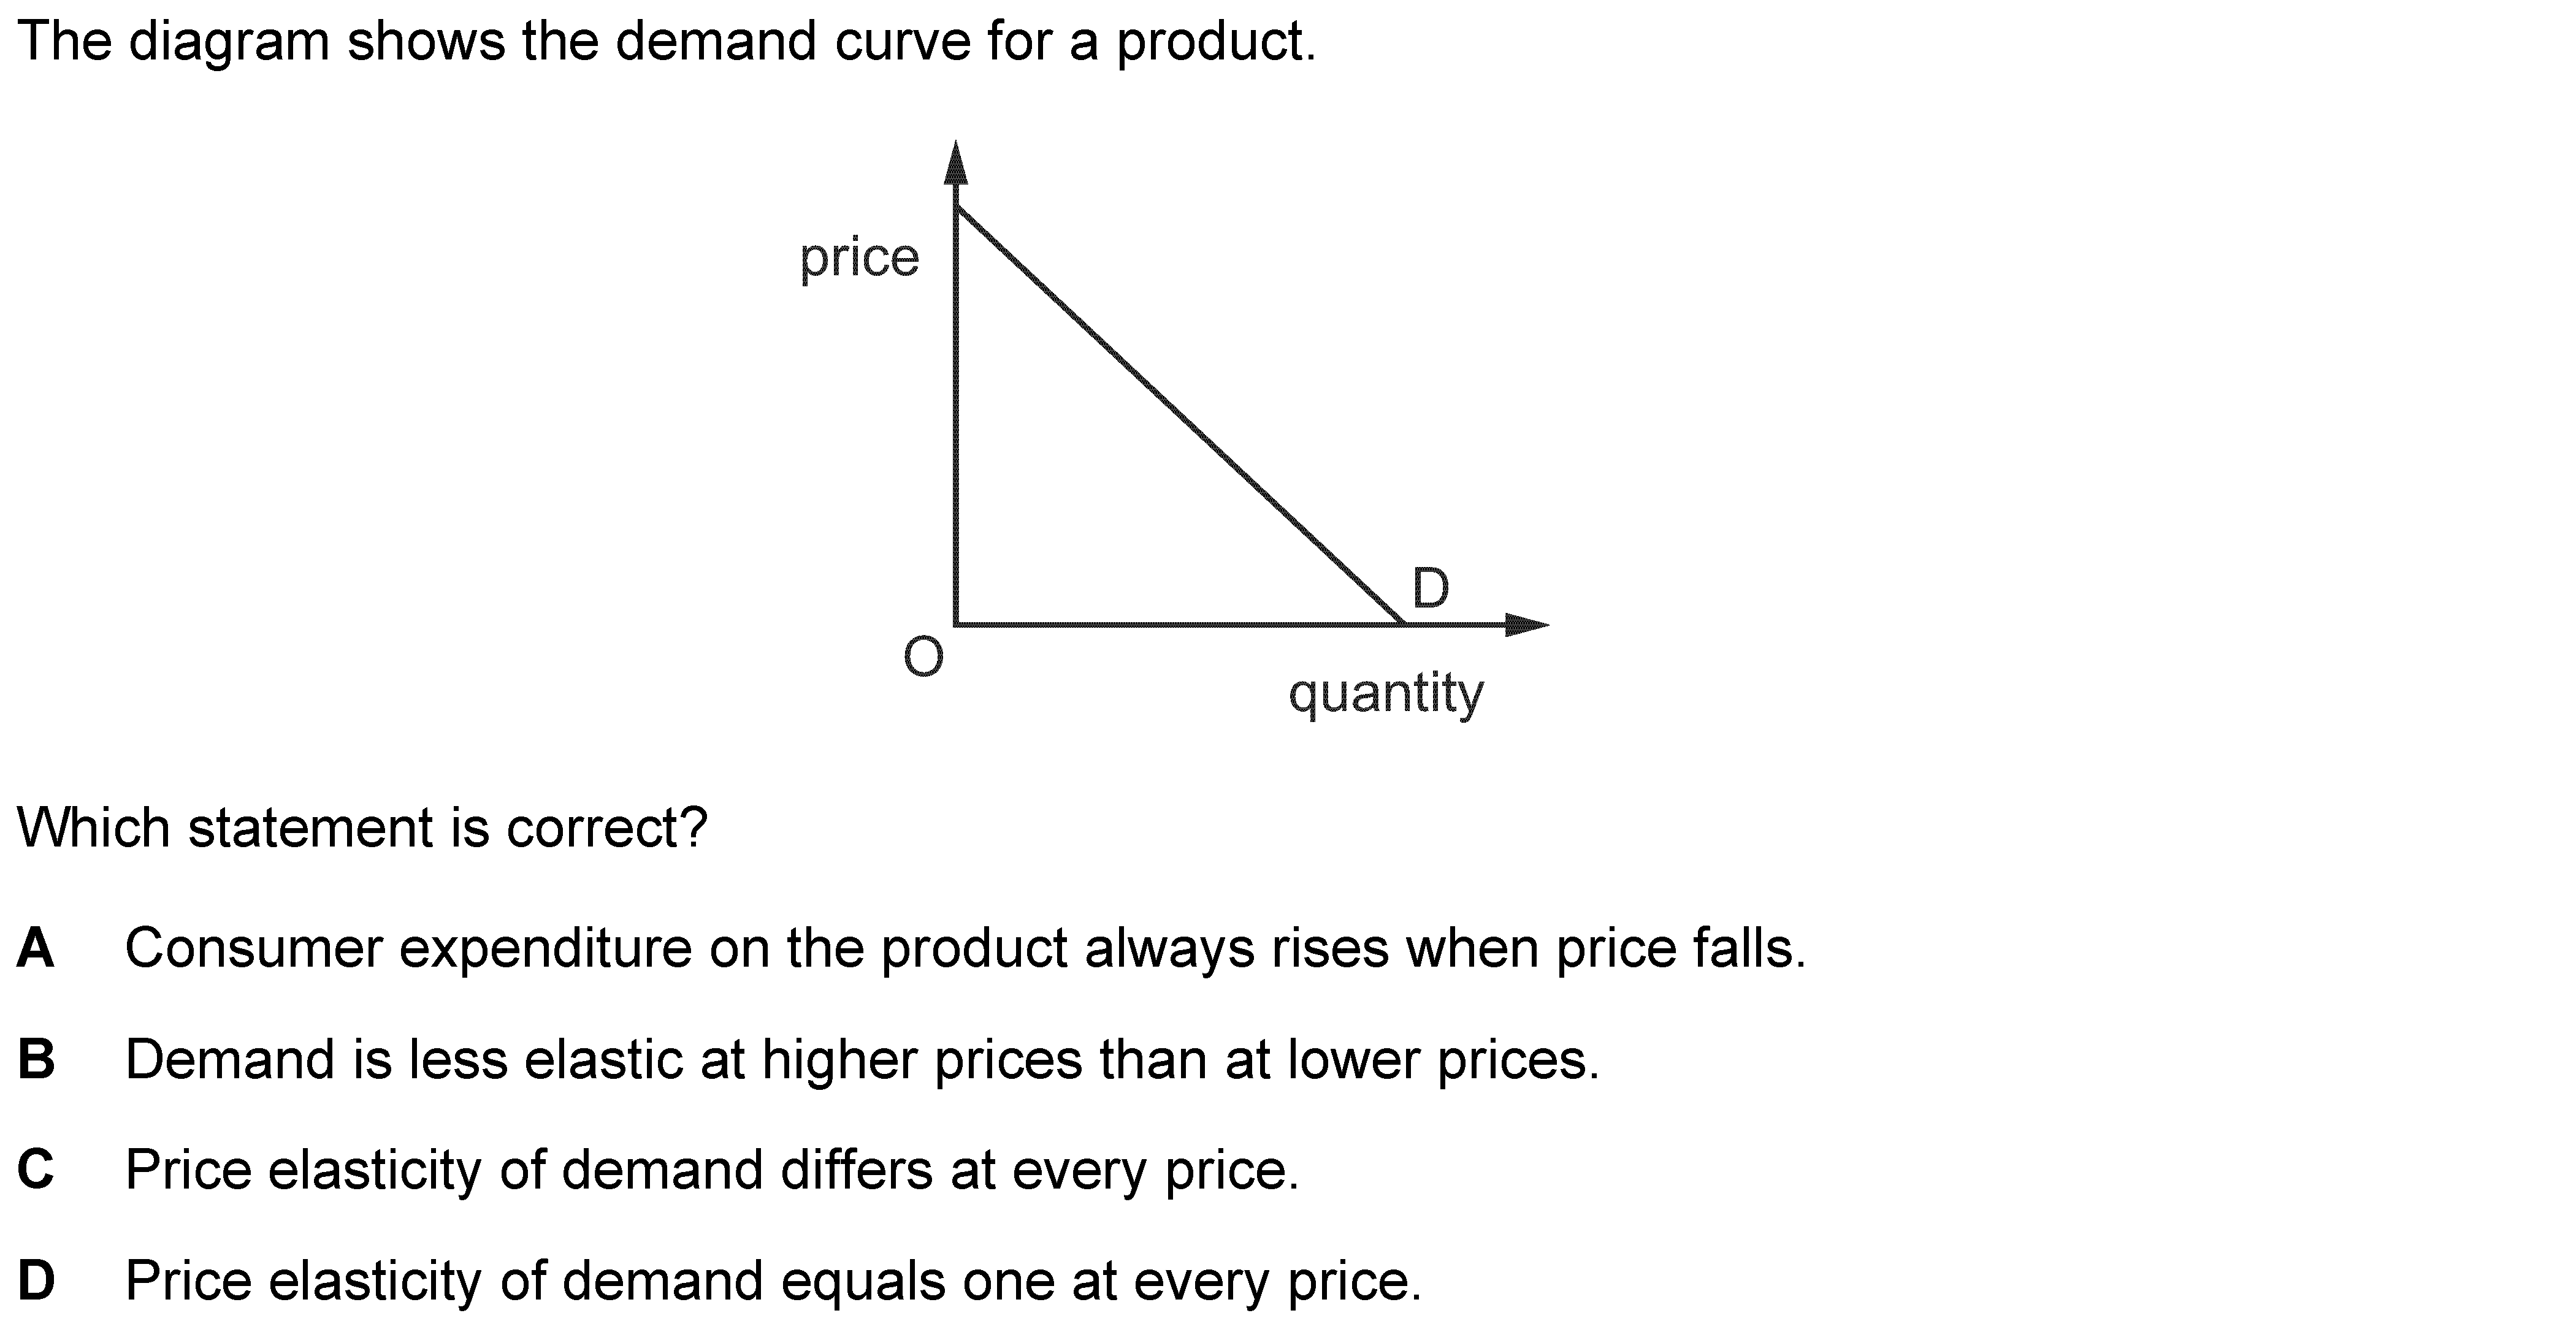 The diagram shows the demand curve for a product.
price
D
O
quantity
Which statement is correct?
A Consumer expenditure on the product always rises when price falls.
B Demand is less elastic at higher prices than at lower prices.
C Price elasticity of demand differs at every price.
D Price elasticity of demand equals one at every price.